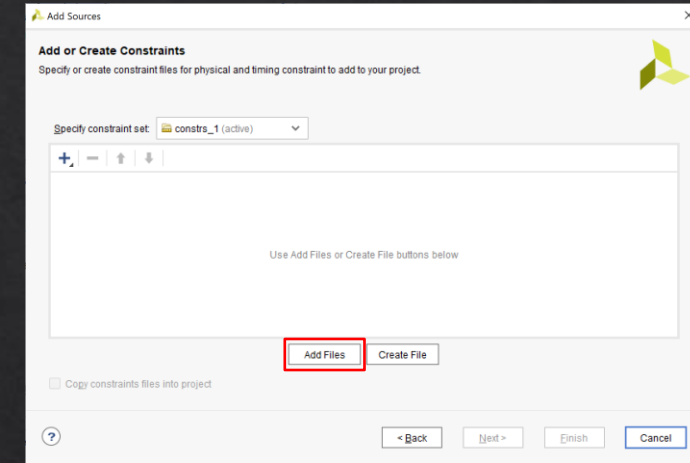 Add Sources
Add or Create Constraints
Specify or create constraint files for physical and timing constraint to add to your project.
Specify constraint set: constrs_1 (active)
Use Add Files or Create File buttons below
Add Files Create File
Copy constraints files into project
? < Back Next > Finish Cancel